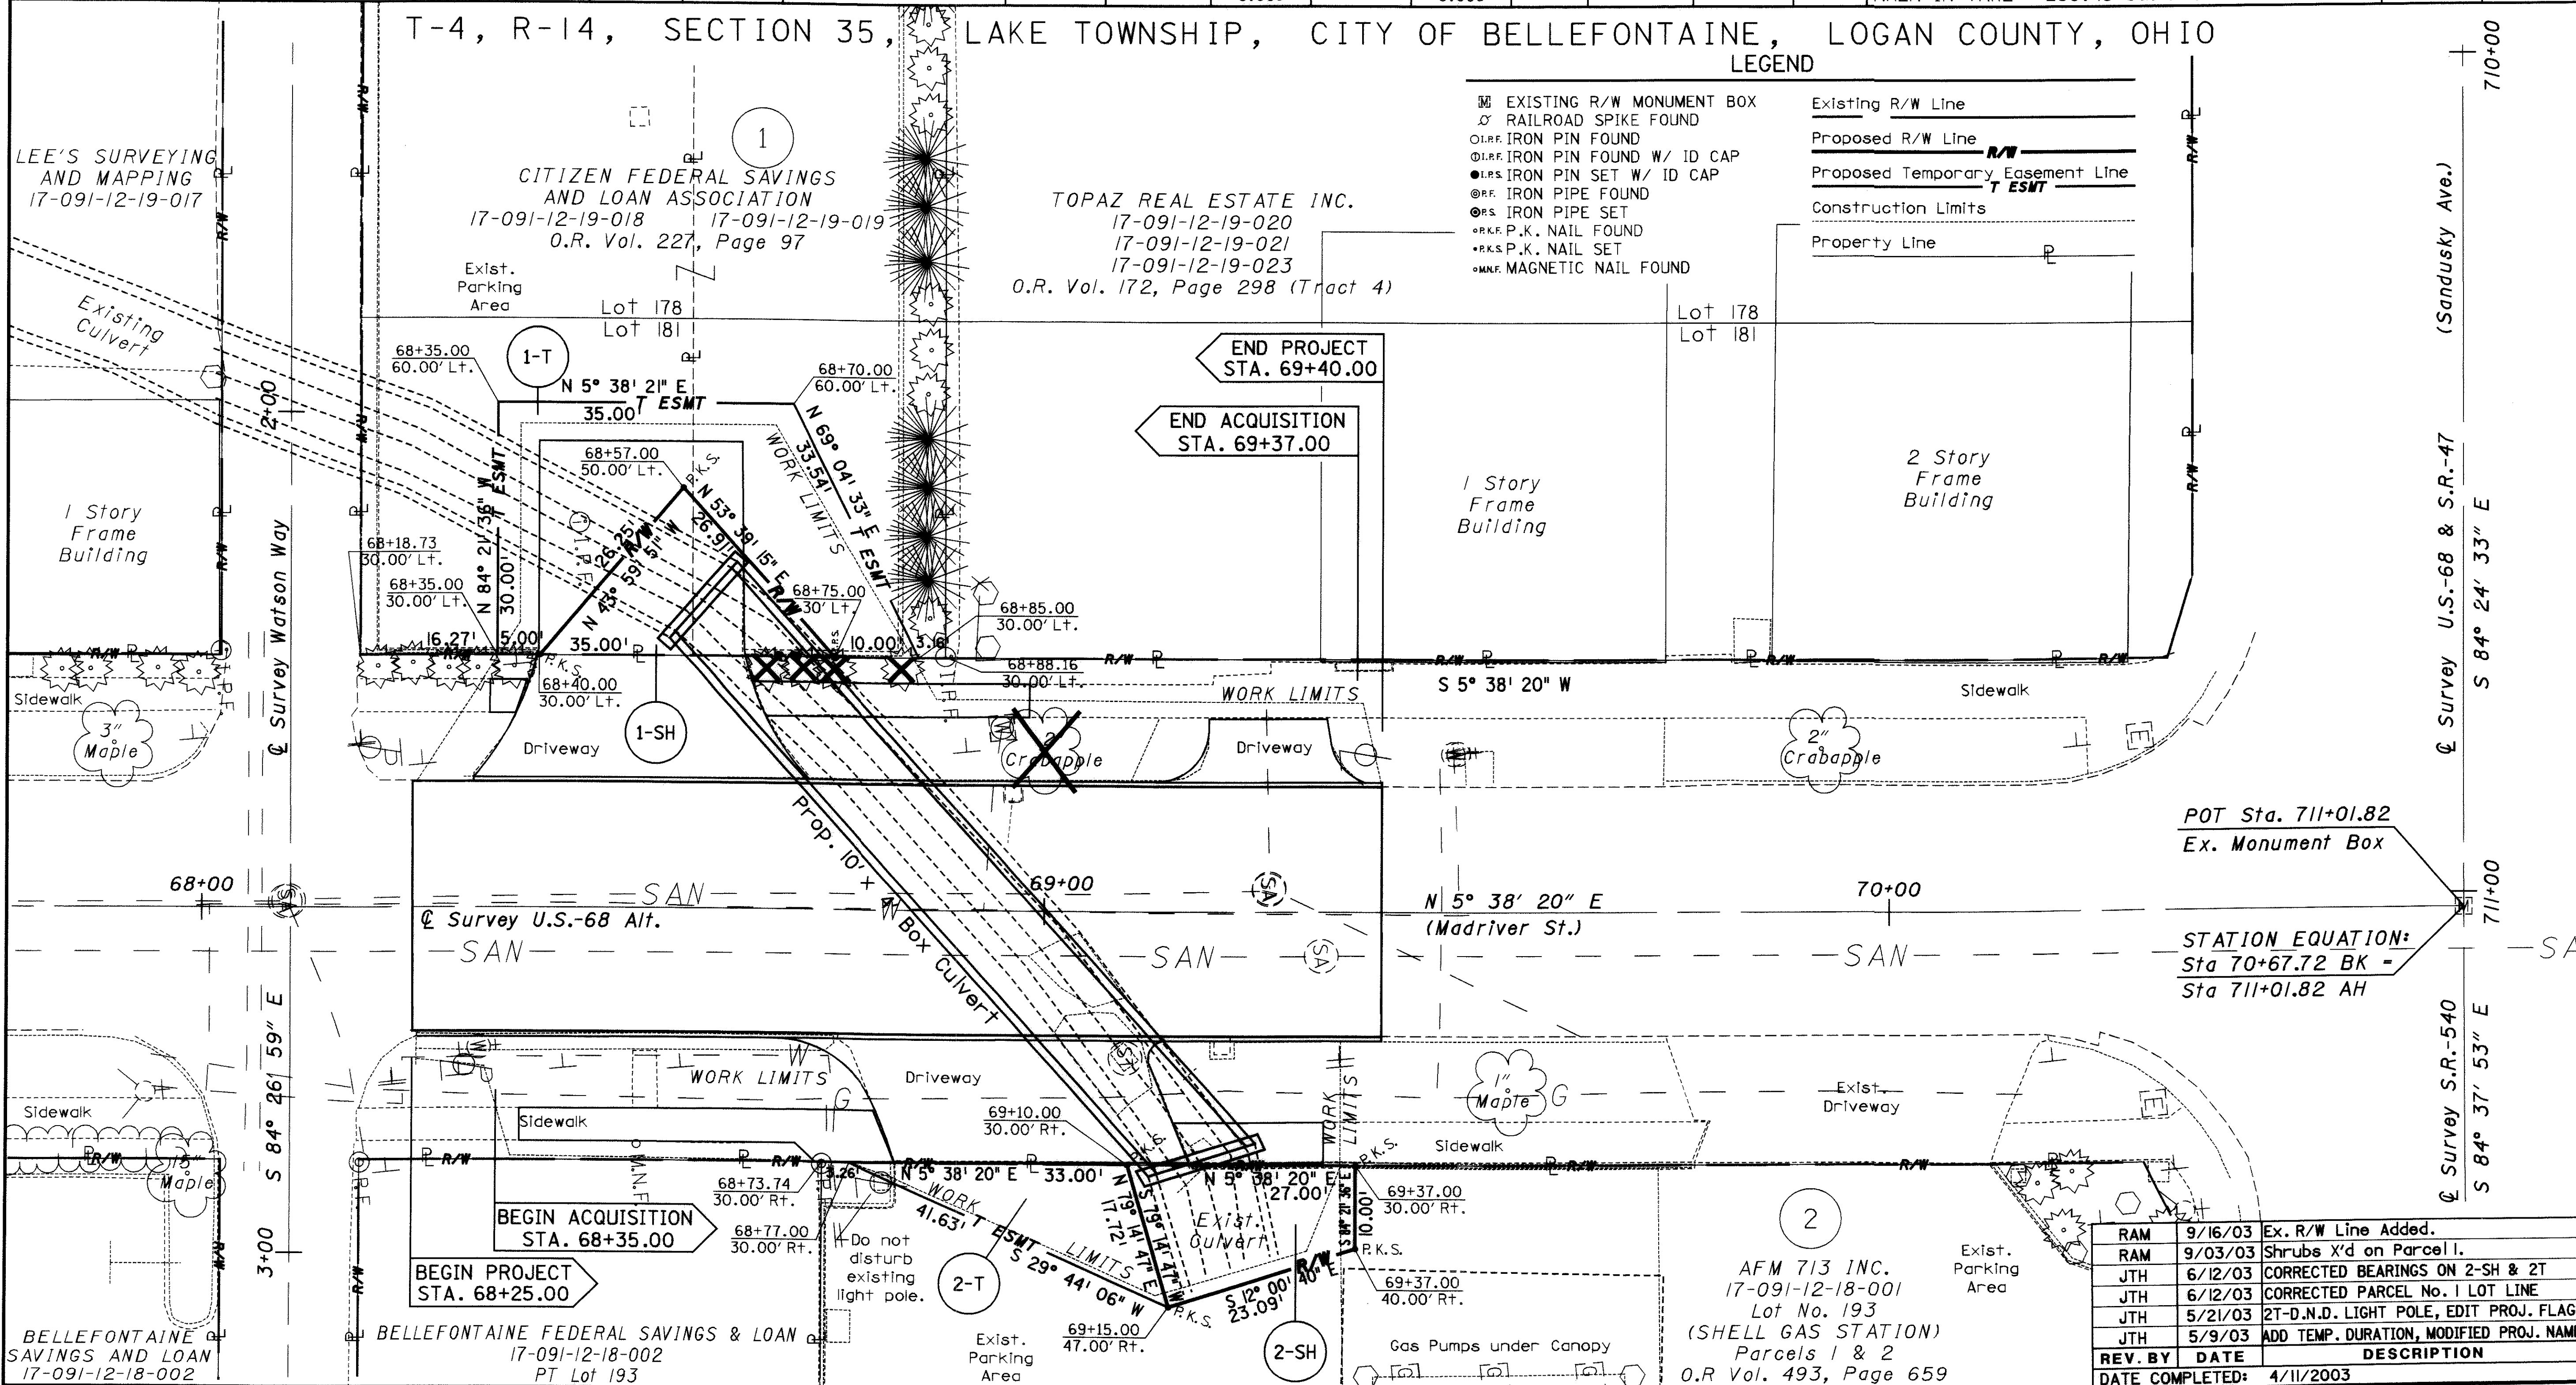 T-4, R-14, SECTION 35, LAKE TOWNSHIP, CITY OF BELLEFONTAINE, LOGAN COUNTY, OHIO
LEGEND
EXISTING R/W MONUMENT BOX
RAILROAD SPIKE FOUND
I.P.F. IRON PIN FOUND
I.P.F. IRON PIN FOUND W/ ID CAP
I.P.S. IRON PIN SET W/ ID CAP
P.F. IRON PIPE FOUND
P.S. IRON PIPE SET
P.K.F. P.K. NAIL FOUND
P.K.S. P.K. NAIL SET
M.N.F. MAGNETIC NAIL FOUND
Existing R/W Line
Proposed R/W Line
R/W
Proposed Temporary Easement Line
T ESMT
Construction Limits
Property Line
710+00
(Sandusky Ave.)
℄ Survey U.S.-68 & S.R.-47
S 84° 24' 33" E
LEE'S SURVEYING
AND MAPPING
17-091-12-19-017
1
CITIZEN FEDERAL SAVINGS
AND LOAN ASSOCIATION
17-091-12-19-018 17-091-12-19-019
O.R. Vol. 227, Page 97
TOPAZ REAL ESTATE INC.
17-091-12-19-020
17-091-12-19-021
17-091-12-19-023
O.R. Vol. 172, Page 298 (Tract 4)
Exist.
Parking
Area
Lot 178
Lot 181
Lot 178
Lot 181
Existing
Culvert
2+00
℄ Survey Watson Way
1-T
68+35.00
60.00' Lt.
N 5° 38' 21" E
T ESMT
35.00'
68+70.00
60.00' Lt.
N 69° 04' 33" E
33.54'
T ESMT
WORK LIMITS
END PROJECT
STA. 69+40.00
END ACQUISITION
STA. 69+37.00
68+57.00
50.00' Lt.
P.K.S.
N 53° 39' 15" E
26.91'
R/W
N 84° 21' 36" W
30.00'
T ESMT
I.P.F.
26.25'
R/W
N 43° 59' 51" W
1 Story
Frame
Building
1 Story
Frame
Building
2 Story
Frame
Building
68+18.73
30.00' Lt.
68+35.00
30.00' Lt.
68+75.00
30' Lt.
68+85.00
30.00' Lt.
16.27'
5.00'
35.00'
10.00'
3.16'
P.K.S.
68+40.00
30.00' Lt.
68+88.16
30.00' Lt.
I.P.F.
1-SH
WORK LIMITS
S 5° 38' 20" W
Sidewalk
Sidewalk
3"
Maple
Driveway
2"
Crabapple
Driveway
2"
Crabapple
POT Sta. 711+01.82
Ex. Monument Box
68+00
69+00
70+00
711+00
SAN
℄ Survey U.S.-68 Alt.
N 5° 38' 20" E
(Madriver St.)
SAN
SAN
SAN
STATION EQUATION:
Sta 70+67.72 BK =
Sta 711+01.82 AH
Prop. 10' +
Box Culvert
S 84° 261 59" E
3+00
℄ Survey S.R.-540
S 84° 37' 53" E
WORK LIMITS
Driveway
Sidewalk
Sidewalk
15"
Maple
69+10.00
30.00' Rt.
1"
Maple
G
Exist.
Driveway
Sidewalk
WORK LIMITS
P.K.S.
M.N.F.
3.26'
N 5° 38' 20" E 33.00'
N 5° 38' 20" E
27.00'
68+73.74
30.00' Rt.
68+77.00
30.00' Rt.
69+37.00
30.00' Rt.
10.00'
P.K.S.
69+37.00
40.00' Rt.
BEGIN ACQUISITION
STA. 68+35.00
BEGIN PROJECT
STA. 68+25.00
Do not
disturb
existing
light pole.
WORK LIMITS
41.63' T ESMT
S 29° 44' 06" W
2-T
N 79° 14' 47" E
17.72'
S 79° 14' 47" W
Exist.
Culvert
R/W
S 12° 00' 40" E
23.09'
P.K.S.
69+15.00
47.00' Rt.
2-SH
2
AFM 713 INC.
17-091-12-18-001
Lot No. 193
(SHELL GAS STATION)
Parcels 1 & 2
O.R Vol. 493, Page 659
Exist.
Parking
Area
Gas Pumps under Canopy
Exist.
Parking
Area
BELLEFONTAINE
SAVINGS AND LOAN
17-091-12-18-002
BELLEFONTAINE FEDERAL SAVINGS & LOAN
17-091-12-18-002
PT Lot 193
RAM 9/16/03 Ex. R/W Line Added.
RAM 9/03/03 Shrubs X'd on Parcel 1.
JTH 6/12/03 CORRECTED BEARINGS ON 2-SH & 2T
JTH 6/12/03 CORRECTED PARCEL No. 1 LOT LINE
JTH 5/21/03 2T-D.N.D. LIGHT POLE, EDIT PROJ. FLAG
JTH 5/9/03 ADD TEMP. DURATION, MODIFIED PROJ. NAME
REV. BY DATE DESCRIPTION
DATE COMPLETED: 4/11/2003